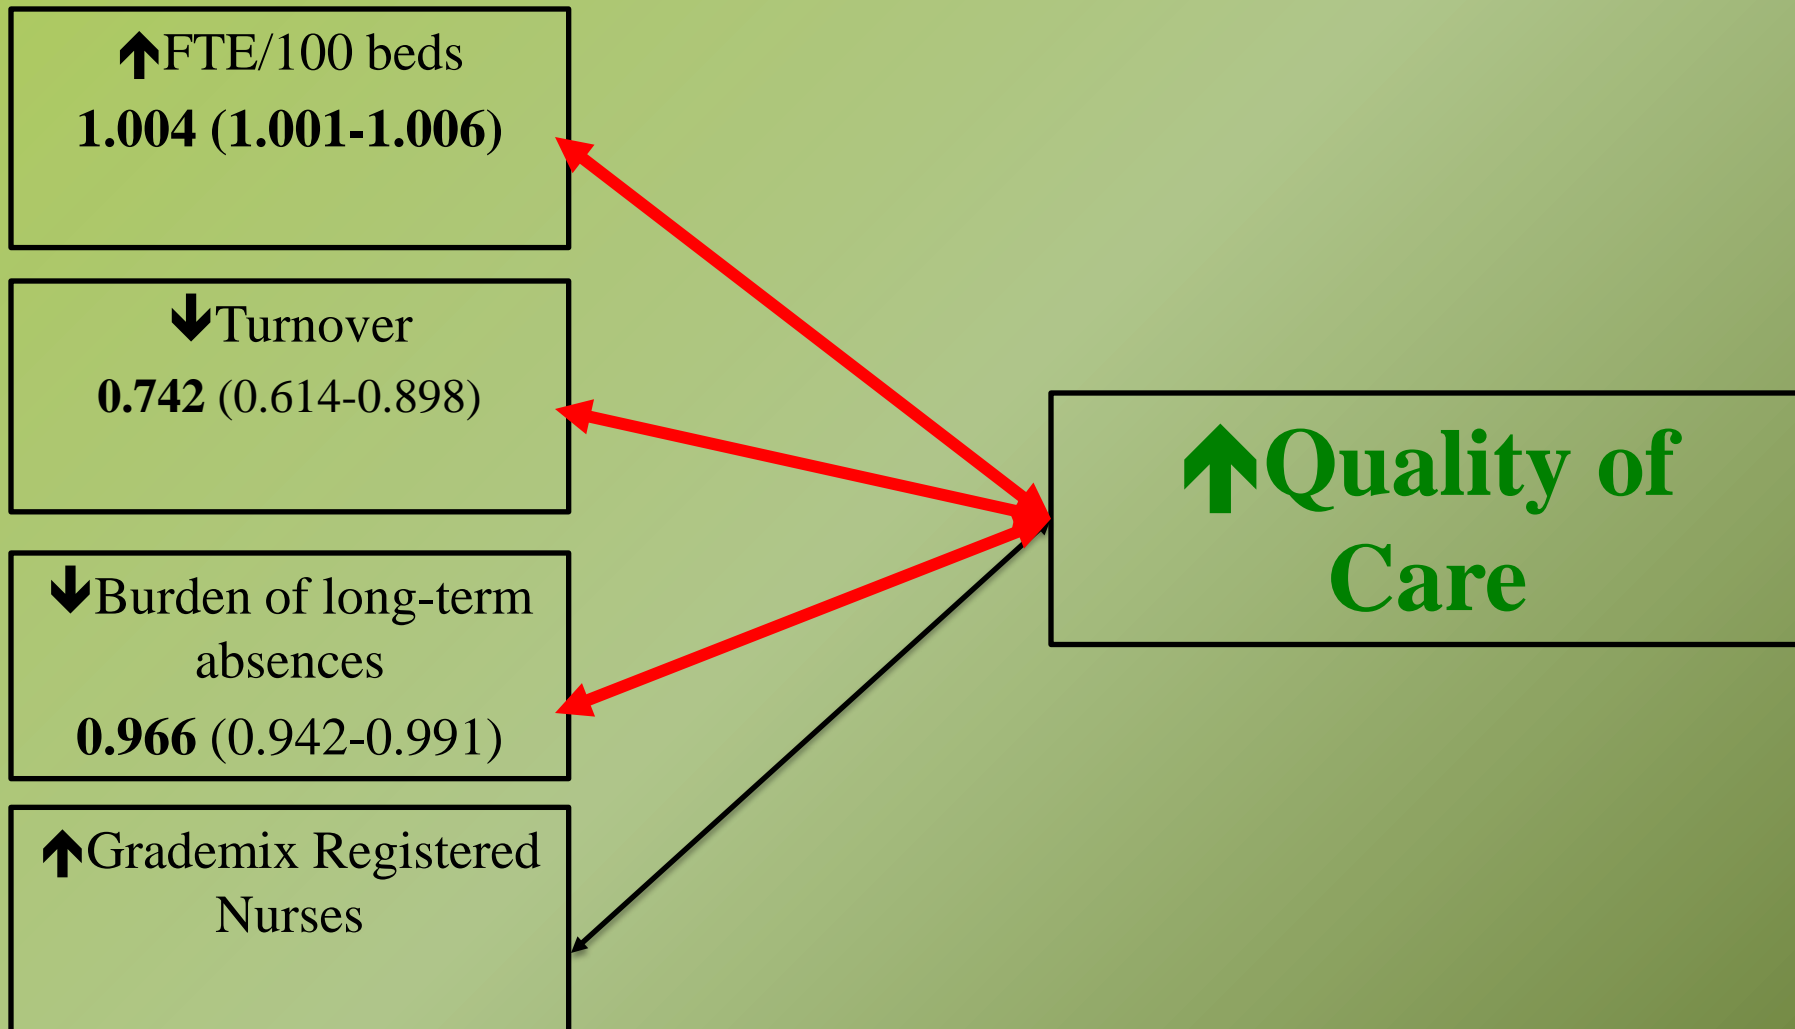 ↑FTE/100 beds
1.004 (1.001-1.006)
↓Turnover
0.742 (0.614-0.898)
↓Burden of long-term
absences
0.966 (0.942-0.991)
↑Grademix Registered
Nurses
↑Quality of
Care